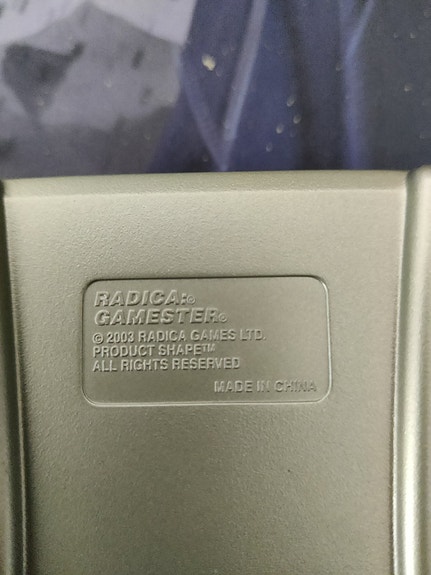 RADICA:®
GAMESTER®
© 2003 RADICA GAMES LTD.
PRODUCT SHAPE™
ALL RIGHTS RESERVED
MADE IN CHINA